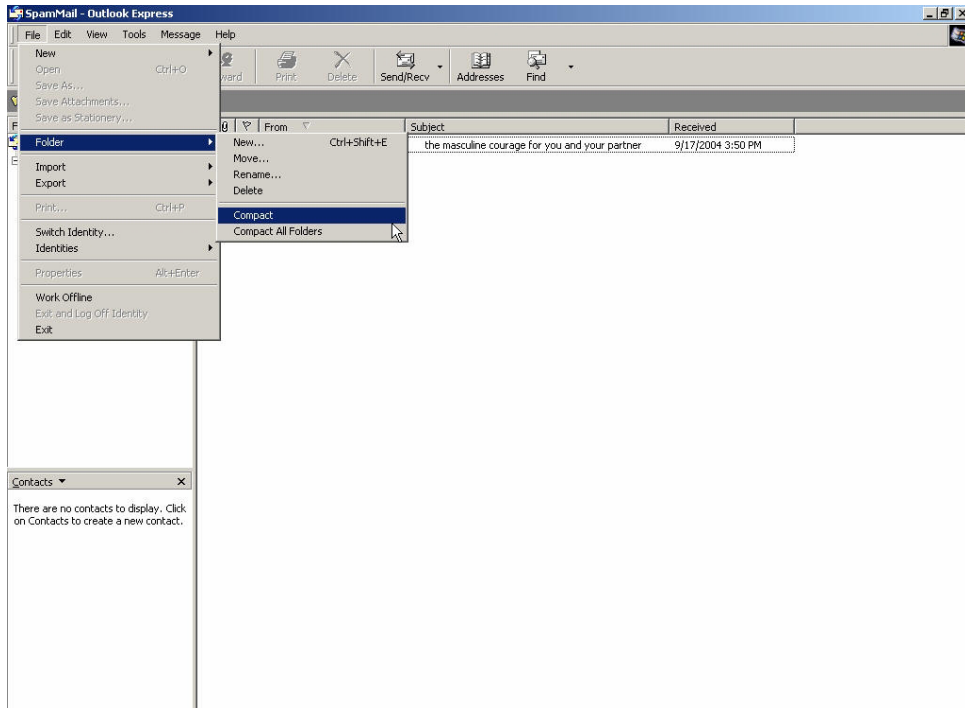 SpamMail - Outlook Express
File Edit View Tools Message Help
Print Delete Send/Recv Addresses Find
New
Open Ctrl+O
Save As...
Save Attachments...
Save as Stationery...
From Subject Received
Folder
New... Ctrl+Shift+E
the masculine courage for you and your partner 9/17/2004 3:50 PM
Move...
Import
Rename...
Export
Delete
Print... Ctrl+P
Compact
Switch Identity...
Compact All Folders
Identities
Properties Alt+Enter
Work Offline
Exit and Log Off Identity
Exit
Contacts
There are no contacts to display. Click
on Contacts to create a new contact.